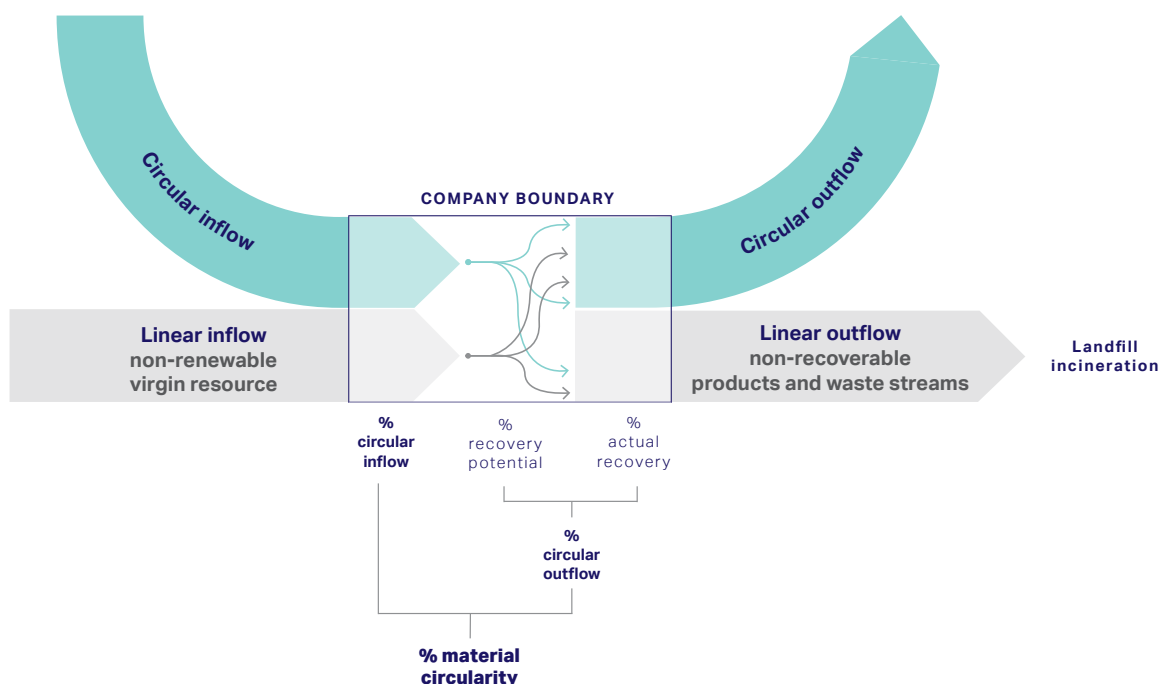 Circular inflow
COMPANY BOUNDARY
Circular outflow
Linear inflow
non-renewable
virgin resource
Linear outflow
non-recoverable
products and waste streams
Landfill
incineration
%
circular
inflow
%
recovery
potential
%
actual
recovery
%
circular
outflow
% material
circularity